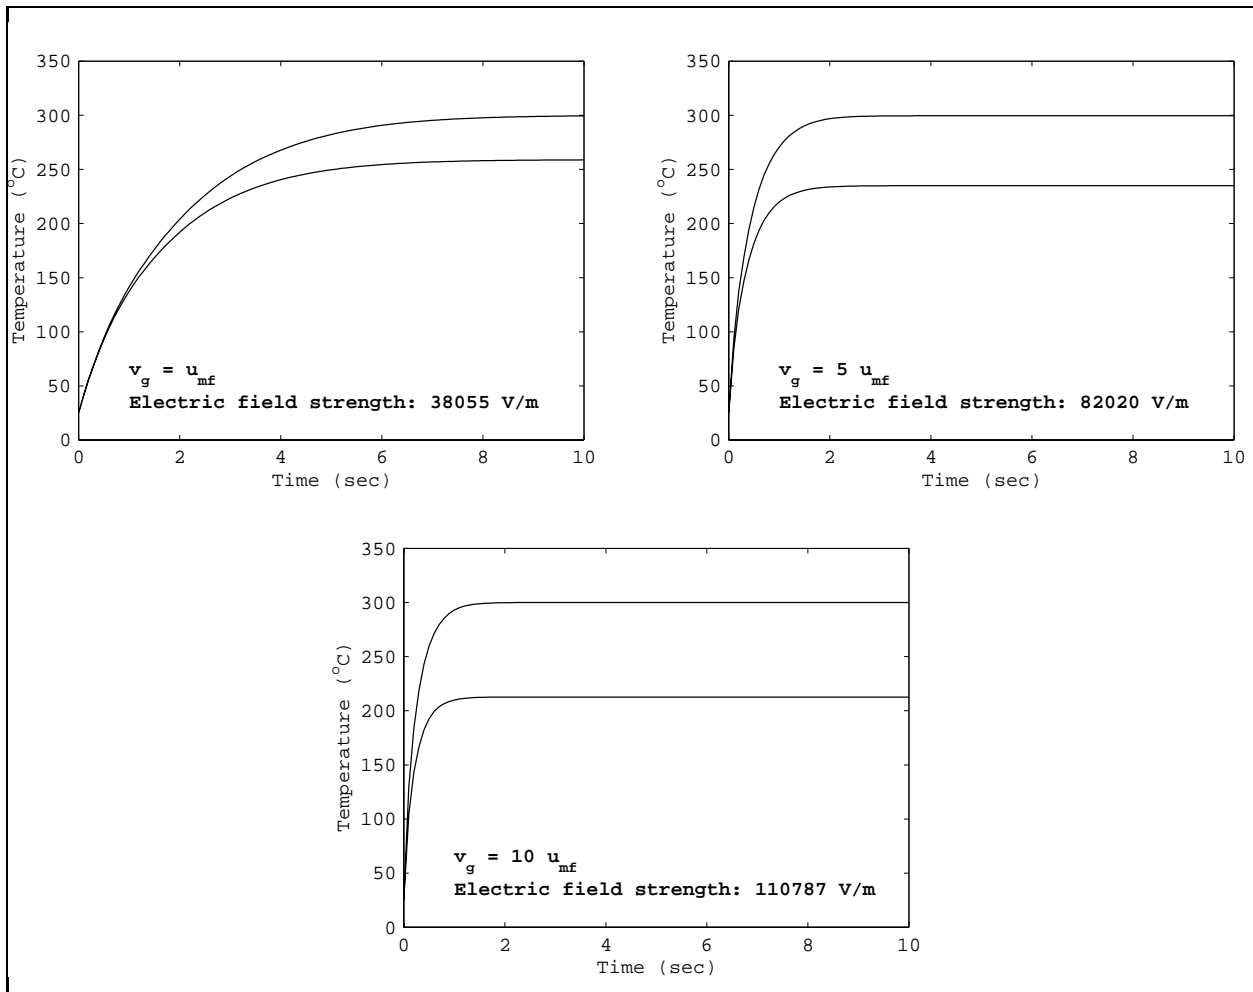 350
300
250
200
150
100
50
0
Temperature (°C)
v_g = u_mf
Electric field strength: 38055 V/m
0 2 4 6 8 10
Time (sec)
350
300
250
200
150
100
50
0
Temperature (°C)
v_g = 5 u_mf
Electric field strength: 82020 V/m
0 2 4 6 8 10
Time (sec)
350
300
250
200
150
100
50
0
Temperature (°C)
v_g = 10 u_mf
Electric field strength: 110787 V/m
0 2 4 6 8 10
Time (sec)